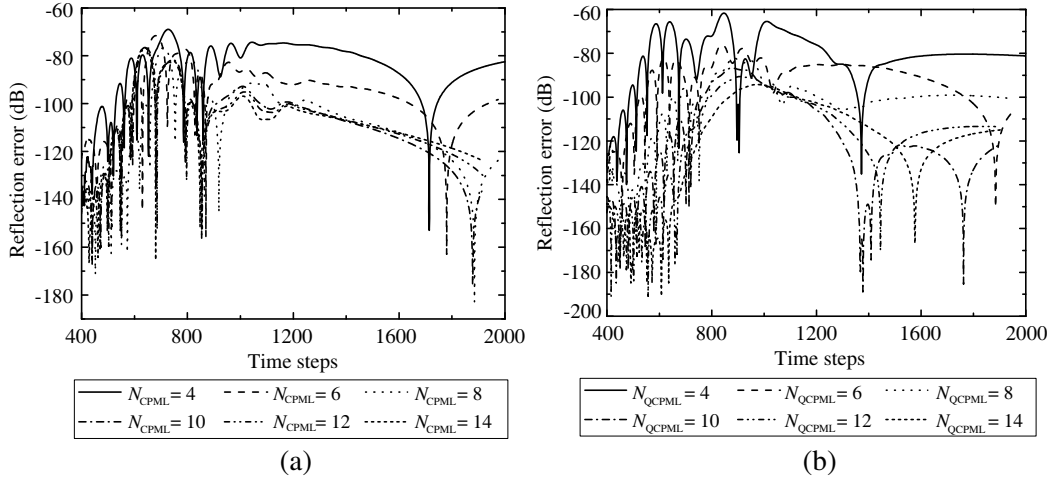 -60
-80
-100
-120
-140
-160
-180
Reflection error (dB)
400 800 1200 1600 2000
Time steps
N_CPML = 4 N_CPML = 6 N_CPML = 8
N_CPML = 10 N_CPML = 12 N_CPML = 14
(a)
-60
-80
-100
-120
-140
-160
-180
-200
Reflection error (dB)
400 800 1200 1600 2000
Time steps
N_QCPML = 4 N_QCPML = 6 N_QCPML = 8
N_QCPML = 10 N_QCPML = 12 N_QCPML = 14
(b)